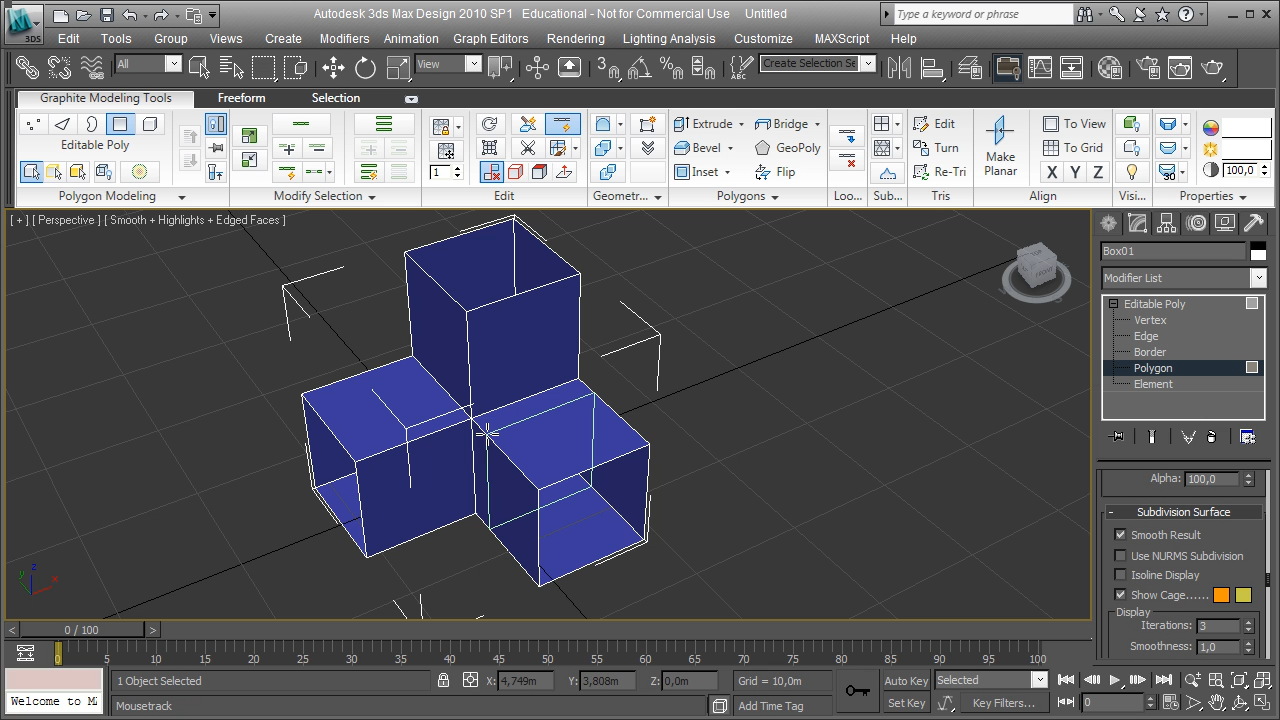 Autodesk 3ds Max Design 2010 SP1 Educational - Not for Commercial Use Untitled
Type a keyword or phrase
3DS
Edit Tools Group Views Create Modifiers Animation Graph Editors Rendering Lighting Analysis Customize MAXScript Help
All View 3 Create Selection Se
Graphite Modeling Tools Freeform Selection
Extrude Bridge Edit To View
Editable Poly Bevel GeoPoly Turn Make Planar To Grid
1 Inset Flip Re-Tri X Y Z 100,0
Polygon Modeling Modify Selection Edit Geometr... Polygons Loo... Sub... Tris Align Visi... Properties
[ + ] [ Perspective ] [ Smooth + Highlights + Edged Faces ]
FRONT
Box01
Modifier List
Editable Poly
Vertex
Edge
Border
Polygon
Element
Alpha: 100,0
- Subdivision Surface
Smooth Result
Use NURMS Subdivision
Isoline Display
Show Cage......
Display
Iterations: 3
Smoothness: 1,0
z
y x
< 0 / 100 >
0 5 10 15 20 25 30 35 40 45 50 55 60 65 70 75 80 85 90 95 100
1 Object Selected X: 4,749m Y: 3,808m Z: 0,0m Grid = 10,0m Auto Key Selected
Welcome to M Mousetrack Add Time Tag Set Key Key Filters... 0